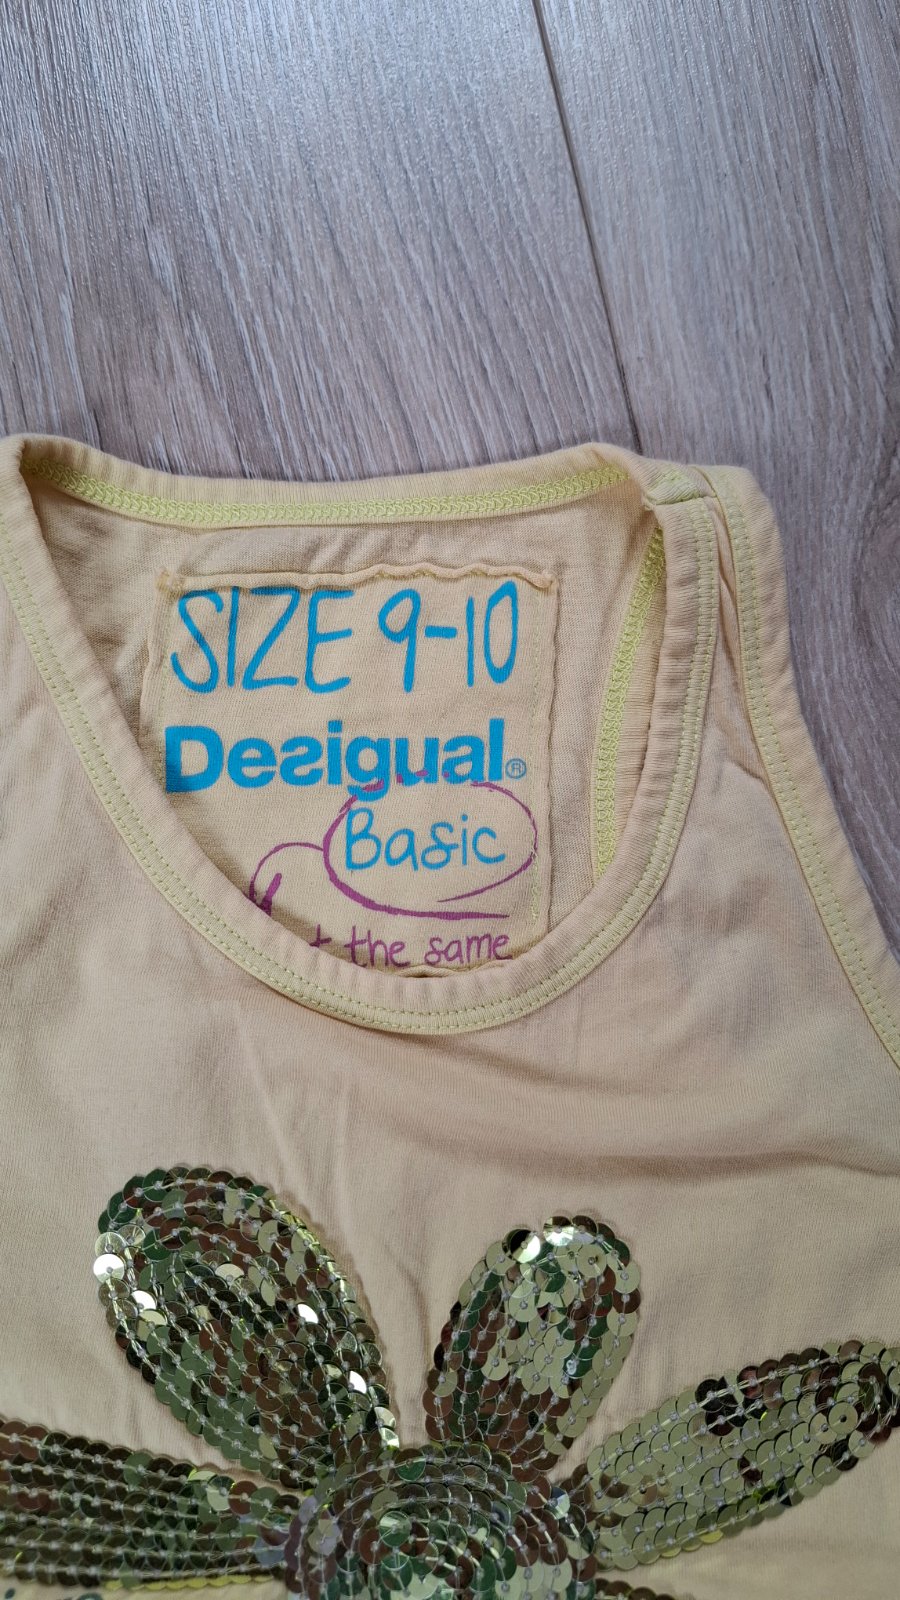 SIZE 9-10
Desigual®
Basic
the same